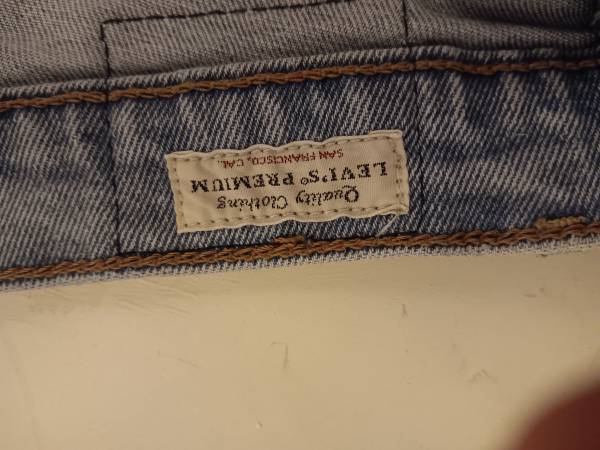 Quality Clothing
LEVI'S® PREMIUM
SAN FRANCISCO, CAL.